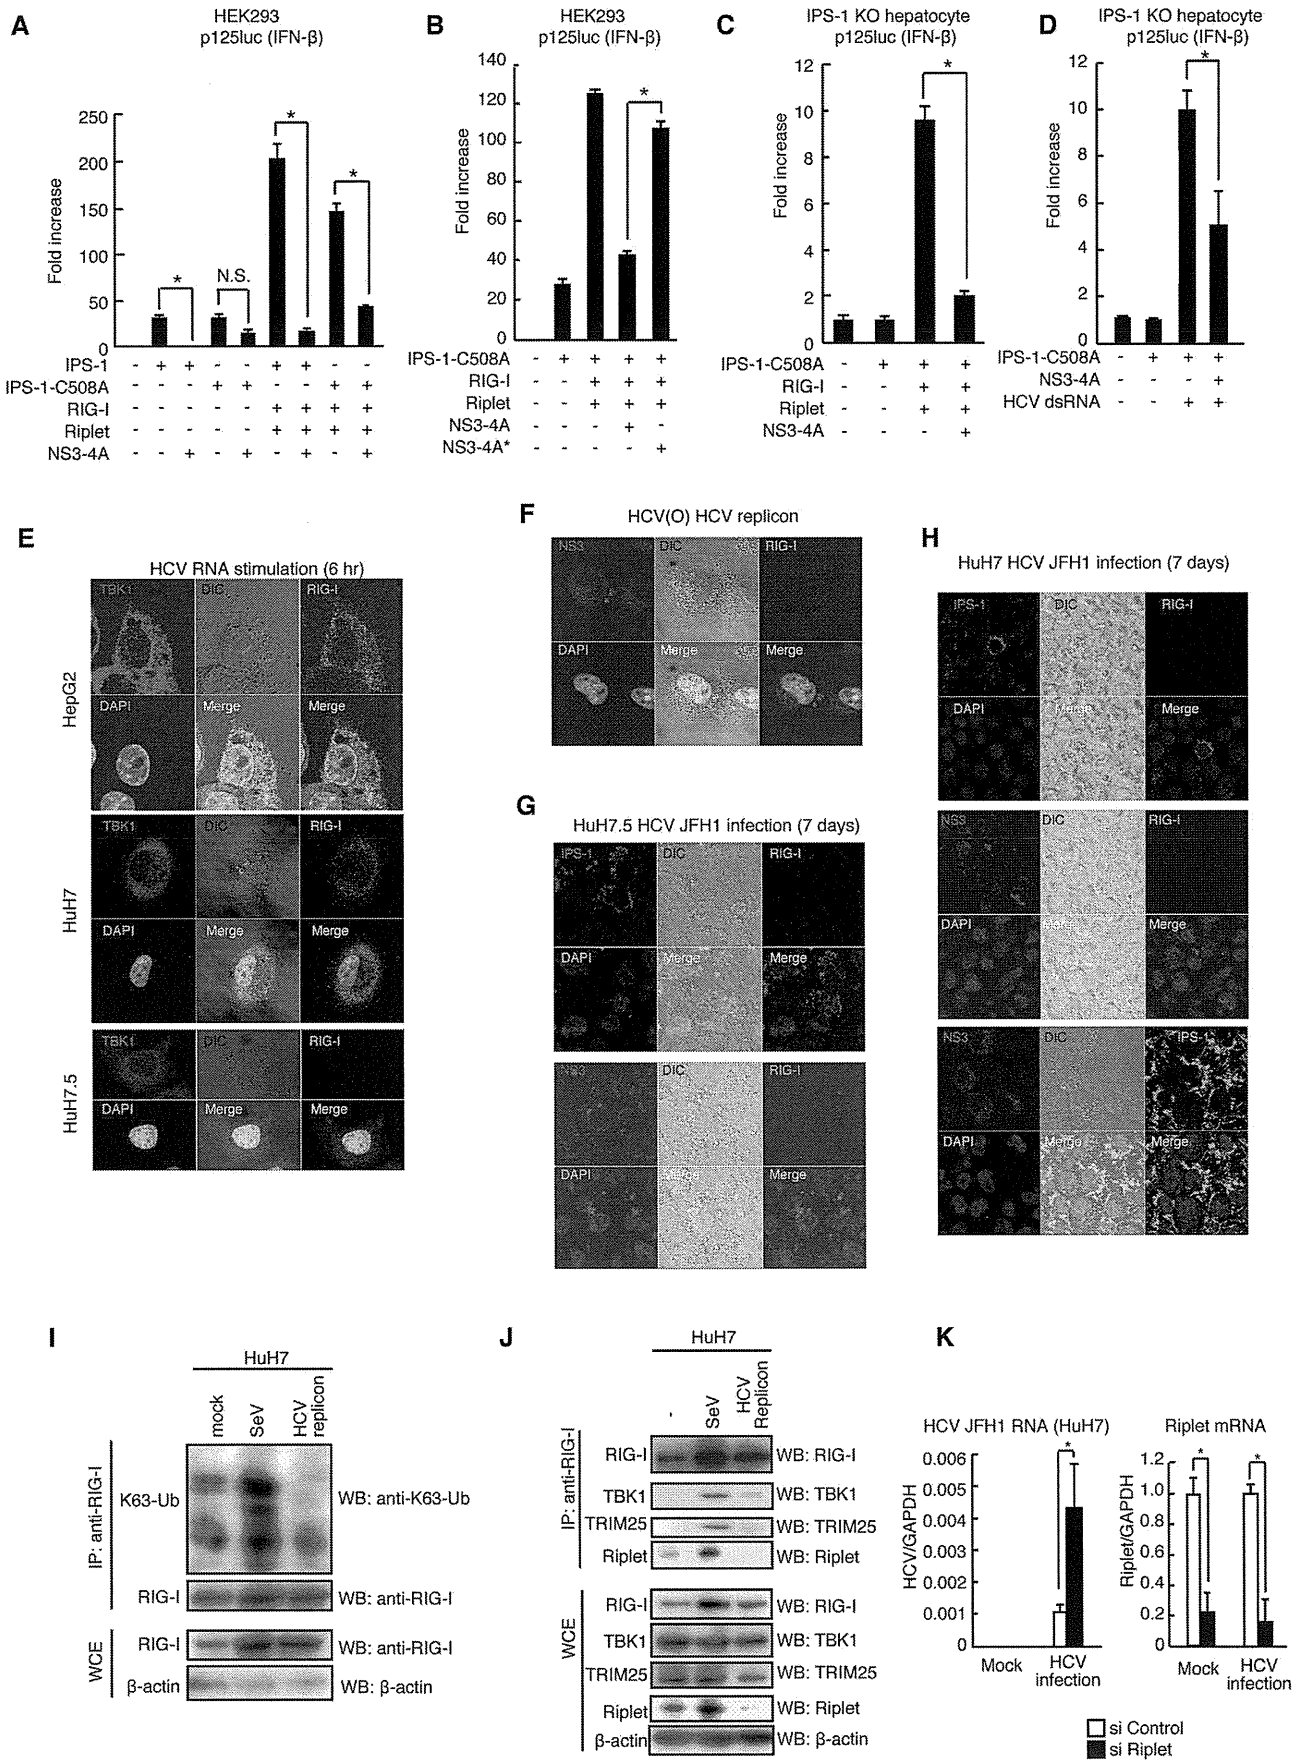 A
HEK293
p125luc (IFN-β)
Fold increase
250
200
150
100
50
0
* N.S. * *
IPS-1 - + + - - + + - -
IPS-1-C508A - - - + + - - + +
RIG-I - - - - - + + + +
Riplet - - - - - + + + +
NS3-4A - - + - + - + - +
B
HEK293
p125luc (IFN-β)
Fold increase
140
120
100
80
60
40
20
0
*
IPS-1-C508A - + + + +
RIG-I - - + + +
Riplet - - + + +
NS3-4A - - - + -
NS3-4A* - - - - +
C
IPS-1 KO hepatocyte
p125luc (IFN-β)
Fold increase
12
10
8
6
4
2
0
*
IPS-1-C508A - + + +
RIG-I - - + +
Riplet - - + +
NS3-4A - - - +
D
IPS-1 KO hepatocyte
p125luc (IFN-β)
Fold increase
12
10
8
6
4
2
0
*
IPS-1-C508A - + + +
NS3-4A - - - +
HCV dsRNA - - + +
E
HCV RNA stimulation (6 hr)
HepG2
TBK1 DIC RIG-I
DAPI Merge Merge
HuH7
TBK1 DIC RIG-I
DAPI Merge Merge
HuH7.5
TBK1 DIC RIG-I
DAPI Merge Merge
F
HCV(O) HCV replicon
NS3 DIC RIG-I
DAPI Merge Merge
G
HuH7.5 HCV JFH1 infection (7 days)
IPS-1 DIC RIG-I
DAPI Merge Merge
NS3 DIC RIG-I
DAPI Merge Merge
H
HuH7 HCV JFH1 infection (7 days)
IPS-1 DIC RIG-I
DAPI Merge Merge
NS3 DIC RIG-I
DAPI Merge Merge
NS3 DIC IPS-1
DAPI Merge Merge
I
HuH7
mock SeV HCV replicon
IP: anti-RIG-I
K63-Ub WB: anti-K63-Ub
RIG-I WB: anti-RIG-I
WCE
RIG-I WB: anti-RIG-I
β-actin WB: β-actin
J
HuH7
- SeV HCV Replicon
IP: anti-RIG-I
RIG-I WB: RIG-I
TBK1 WB: TBK1
TRIM25 WB: TRIM25
Riplet WB: Riplet
WCE
RIG-I WB: RIG-I
TBK1 WB: TBK1
TRIM25 WB: TRIM25
Riplet WB: Riplet
β-actin WB: β-actin
K
HCV JFH1 RNA (HuH7)
HCV/GAPDH
0.006
0.005
0.004
0.003
0.002
0.001
0
*
Mock HCV infection
Riplet mRNA
Riplet/GAPDH
1.2
1.0
0.8
0.6
0.4
0.2
0
* *
Mock HCV infection
si Control
si Riplet